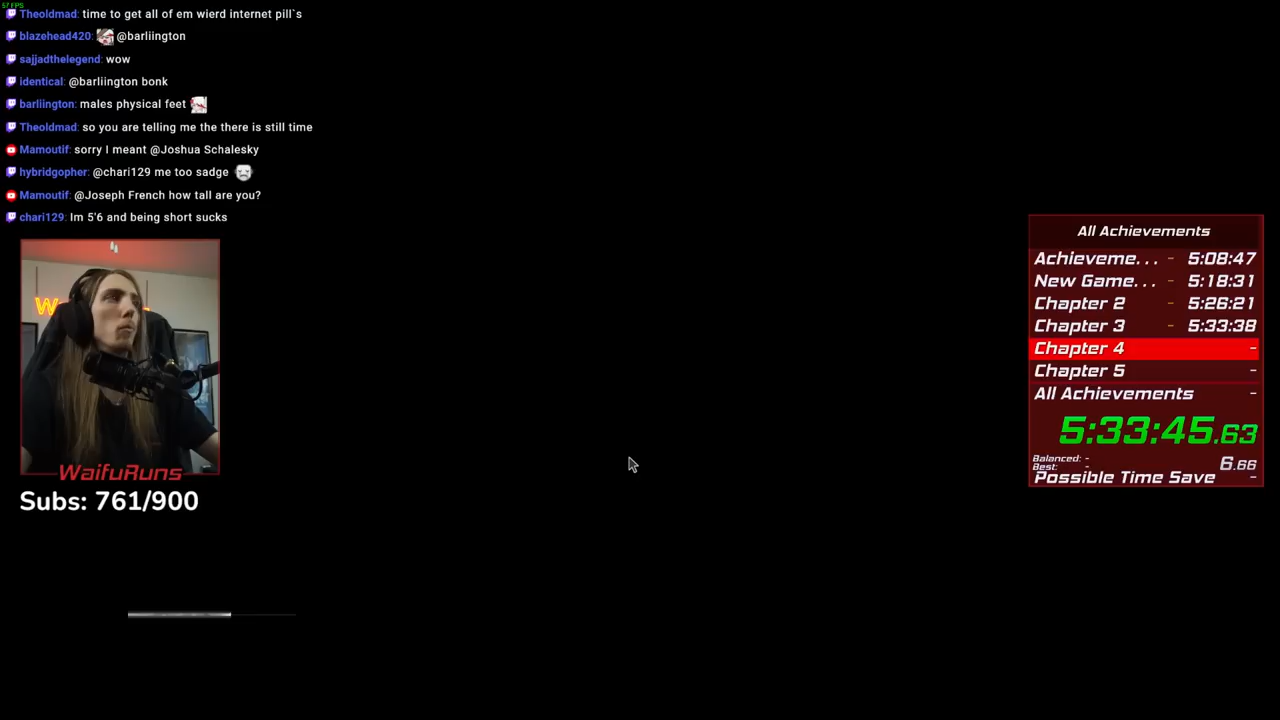 57 FPS
Theoldmad: time to get all of em wierd internet pill`s
blazehead420: @barliington
sajjadthelegend: wow
identical: @barliington bonk
barliington: males physical feet
Theoldmad: so you are telling me the there is still time
Mamoutif: sorry I meant @Joshua Schalesky
hybridgopher: @chari129 me too sadge
Mamoutif: @Joseph French how tall are you?
chari129: Im 5'6 and being short sucks
WaifuRuns
Subs: 761/900
All Achievements
Achieveme... - 5:08:47
New Game... - 5:18:31
Chapter 2 - 5:26:21
Chapter 3 - 5:33:38
Chapter 4 -
Chapter 5 -
All Achievements -
5:33:45.63
Balanced: -
Best: - 6.66
Possible Time Save -